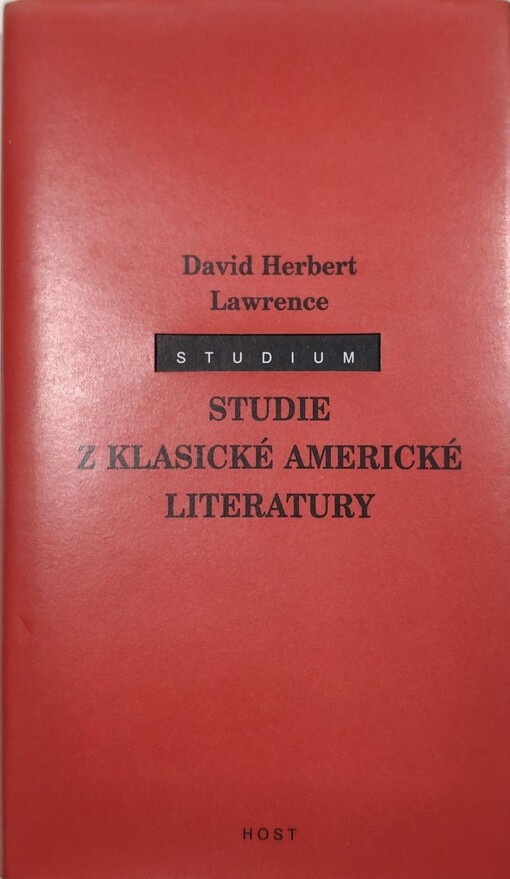 David Herbert
Lawrence
STUDIUM
STUDIE
Z KLASICKÉ AMERICKÉ
LITERATURY
HOST